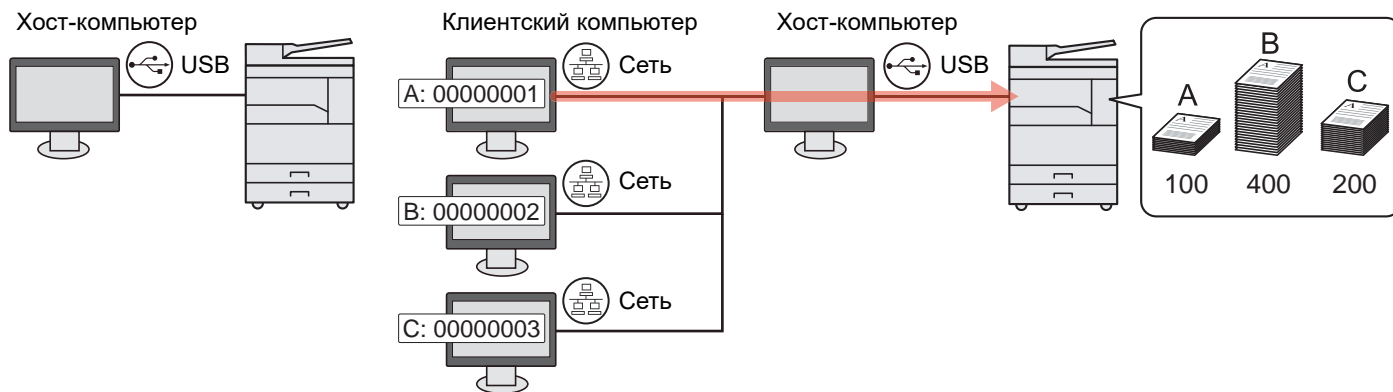 Хост-компьютер
USB
Клиентский компьютер
Сеть
A: 00000001
Сеть
B: 00000002
Сеть
C: 00000003
Хост-компьютер
USB
A
B
C
100
400
200